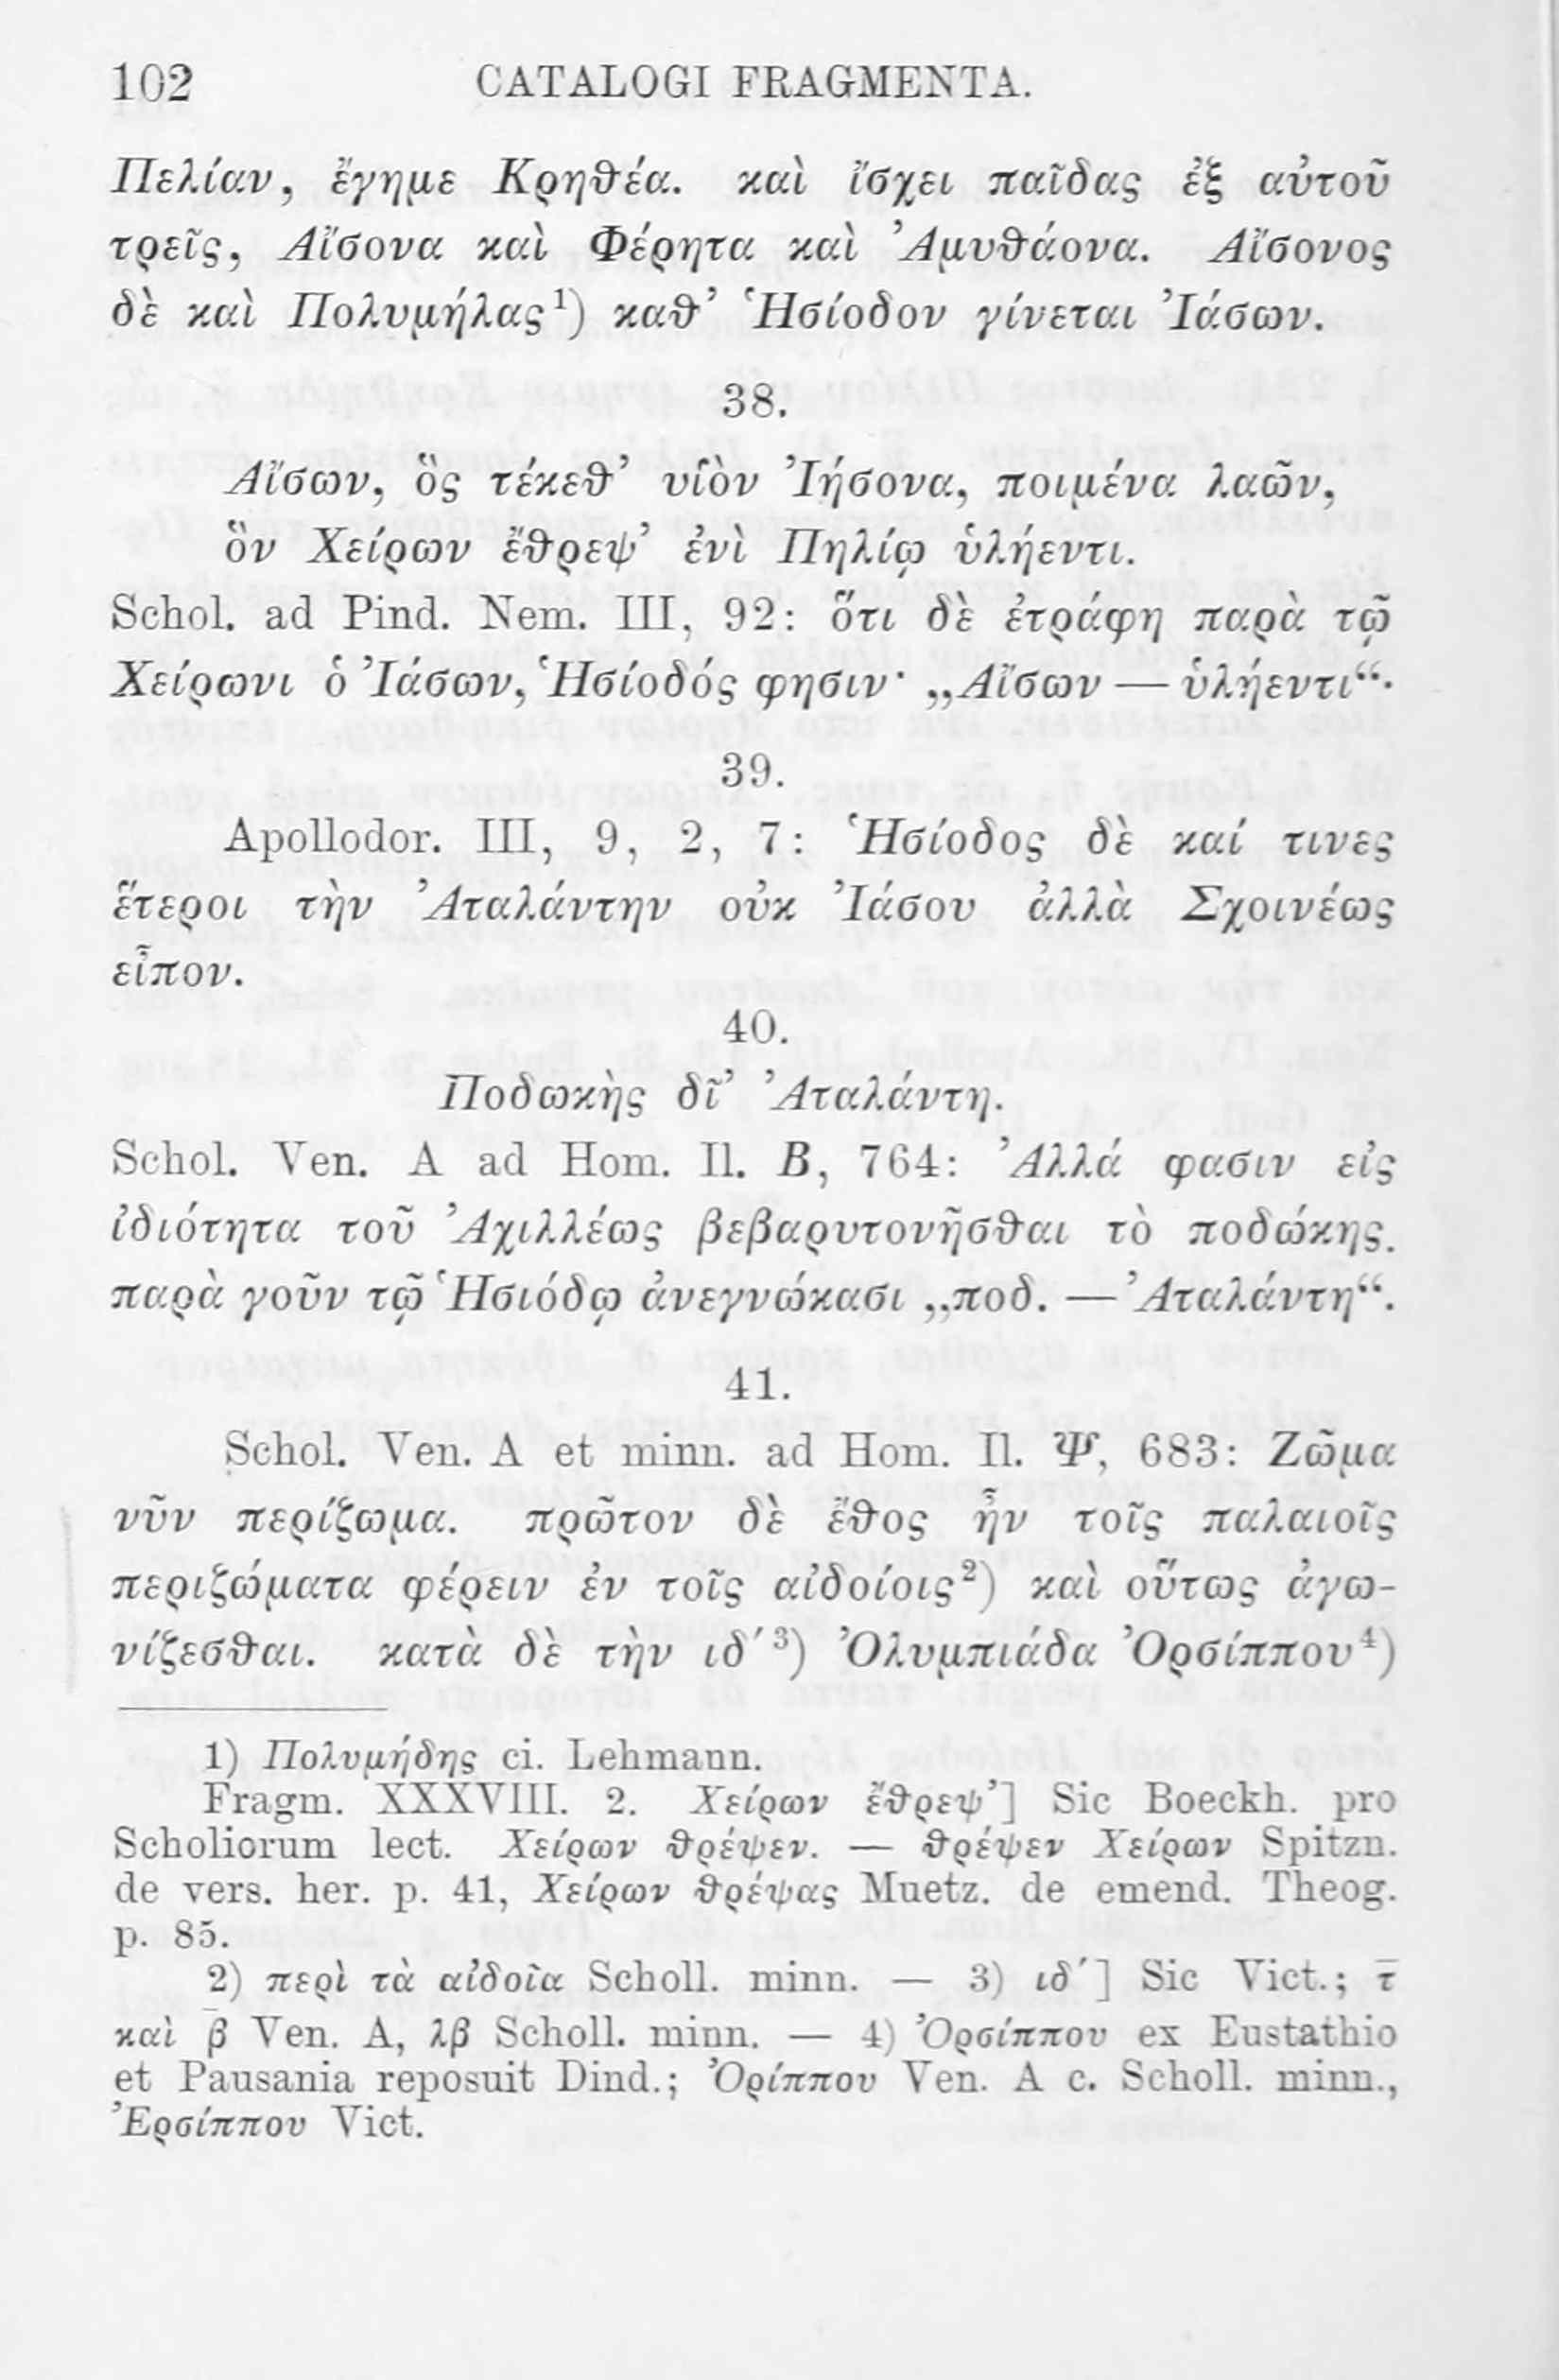 102 CATALOGI FRAGMENTA.
Πελίαν, ἔγημε Κρηθέα. καὶ ἴσχει παῖδας ἐξ αὐτοῦ
τρεῖς, Αἴσονα καὶ Φέρητα καὶ Ἀμυθάονα. Αἴσονος
δὲ καὶ Πολυμήλας¹) καθ’ Ἡσίοδον γίνεται Ἰάσων.
38.
Αἴσων, ὃς τέκεθ’ υἱὸν Ἰήσονα, ποιμένα λαῶν,
ὃν Χείρων ἔθρεψ’ ἐνὶ Πηλίῳ ὑλήεντι.
Schol. ad Pind. Nem. III, 92: ὅτι δὲ ἐτράφη παρὰ τῷ
Χείρωνι ὁ Ἰάσων, Ἡσίοδός φησιν· „Αἴσων — ὑλήεντι“.
39.
Apollodor. III, 9, 2, 7: Ἡσίοδος δὲ καί τινες
ἕτεροι τὴν Ἀταλάντην οὐκ Ἰάσου ἀλλὰ Σχοινέως
εἶπον.
40.
Ποδωκὴς δῖ’ Ἀταλάντη.
Schol. Ven. A ad Hom. Il. B, 764: Ἀλλά φασιν εἰς
ἰδιότητα τοῦ Ἀχιλλέως βεβαρυτονῆσθαι τὸ ποδώκης.
παρὰ γοῦν τῷ Ἡσιόδῳ ἀνεγνώκασι „ποδ. — Ἀταλάντη“.
41.
Schol. Ven. A et minn. ad Hom. Il. Ψ, 683: Ζῶμα
νῦν περίζωμα. πρῶτον δὲ ἔθος ἦν τοῖς παλαιοῖς
περιζώματα φέρειν ἐν τοῖς αἰδοίοις²) καὶ οὕτως ἀγω-
νίζεσθαι. κατὰ δὲ τὴν ιδ′³) Ὀλυμπιάδα Ὀρσίππου⁴)
1) Πολυμήδης ci. Lehmann.
Fragm. XXXVIII. 2. Χείρων ἔθρεψ’] Sic Boeckh. pro
Scholiorum lect. Χείρων θρέψεν. — θρέψεν Χείρων Spitzn.
de vers. her. p. 41, Χείρων θρέψας Muetz. de emend. Theog.
p. 85.
2) περὶ τὰ αἰδοῖα Scholl. minn. — 3) ιδ′] Sic Vict.; τ̅
καὶ β̅ Ven. A, λβ Scholl. minn. — 4) Ὀρσίππου ex Eustathio
et Pausania reposuit Dind.; Ὀρίππου Ven. A c. Scholl. minn.,
Ἐρσίππου Vict.